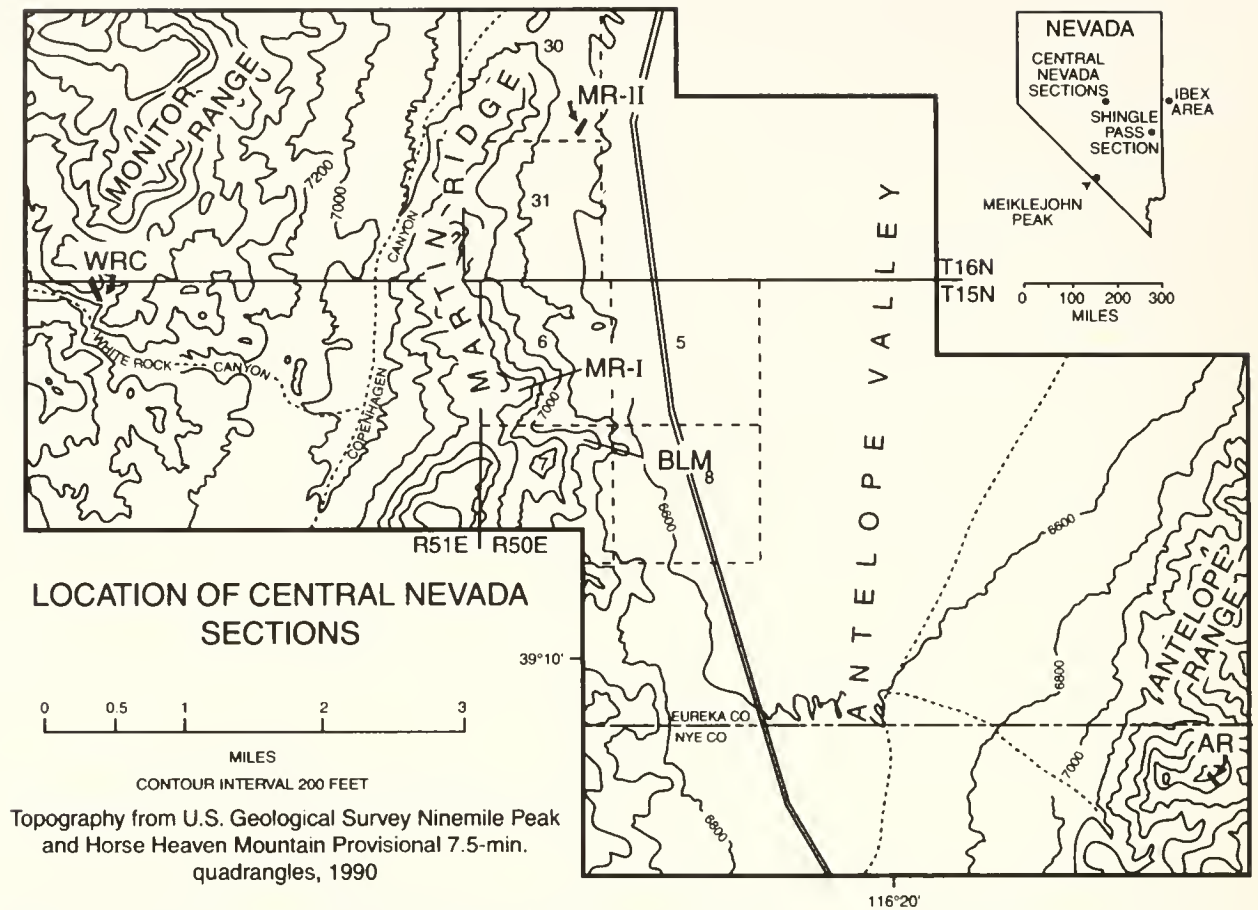 MONITOR
RANGE
30
MR-II
7200
7000
31
MARTIN RIDGE
CANYON
WRC
WHITE ROCK CANYON
COPENHAGEN
6
5
MR-I
7000
BLM
7
8
6600
R51E
R50E
T16N
T15N
ANTELOPE VALLEY
6600
6800
7000
ANTELOPE
RANGE
AR
EUREKA CO
NYE CO
6800
39°10'
116°20'
NEVADA
CENTRAL
NEVADA
SECTIONS
IBEX
AREA
SHINGLE
PASS
SECTION
MEIKLEJOHN
PEAK
0 100 200 300
MILES
LOCATION OF CENTRAL NEVADA
SECTIONS
0 0.5 1 2 3
MILES
CONTOUR INTERVAL 200 FEET
Topography from U.S. Geological Survey Ninemile Peak
and Horse Heaven Mountain Provisional 7.5-min.
quadrangles, 1990